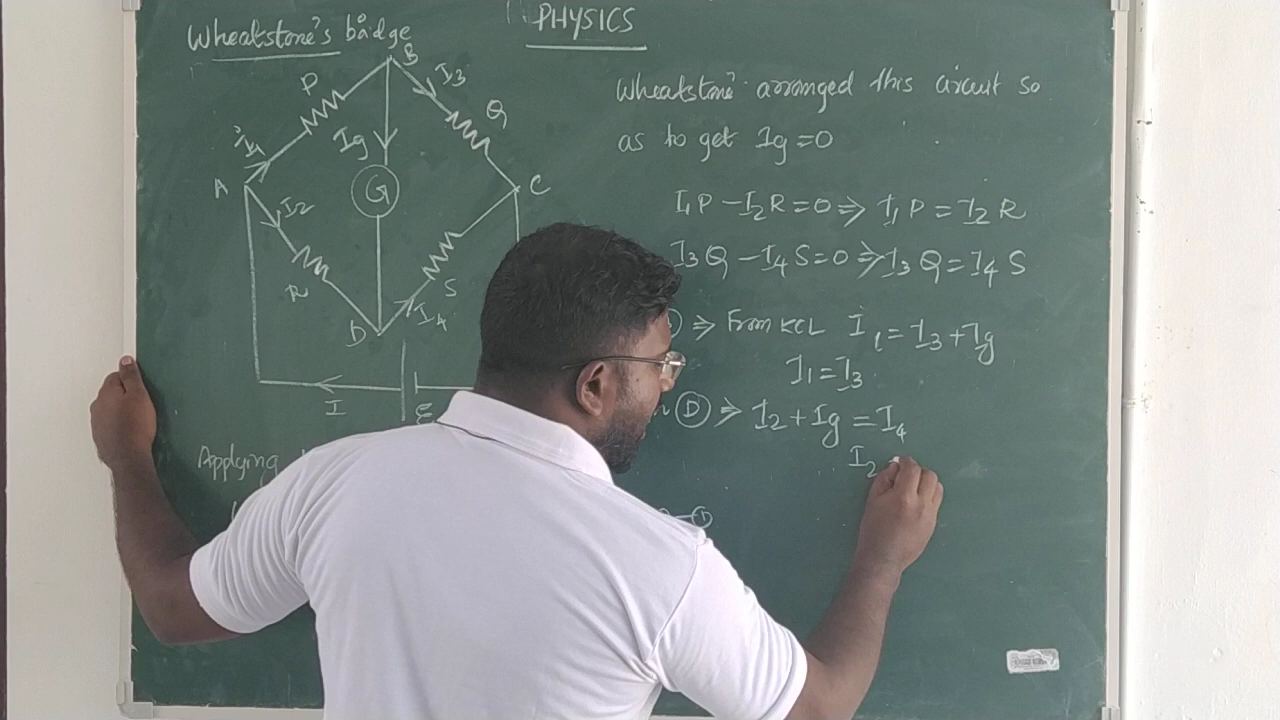 PHYSICS
Wheatstone's bridge
B
P
I3
Q
I1
Ig
A
I2
G
C
R
S
D
I4
I
ε
Applying
Wheatstone arranged this circuit so
as to get Ig=0
I1P - I2R = 0 ⇒ I1P = I2R
I3Q - I4S = 0 ⇒ I3Q = I4S
⇒ From KCL I1 = I3 + Ig
I1 = I3
D ⇒ I2 + Ig = I4
I2 =
1